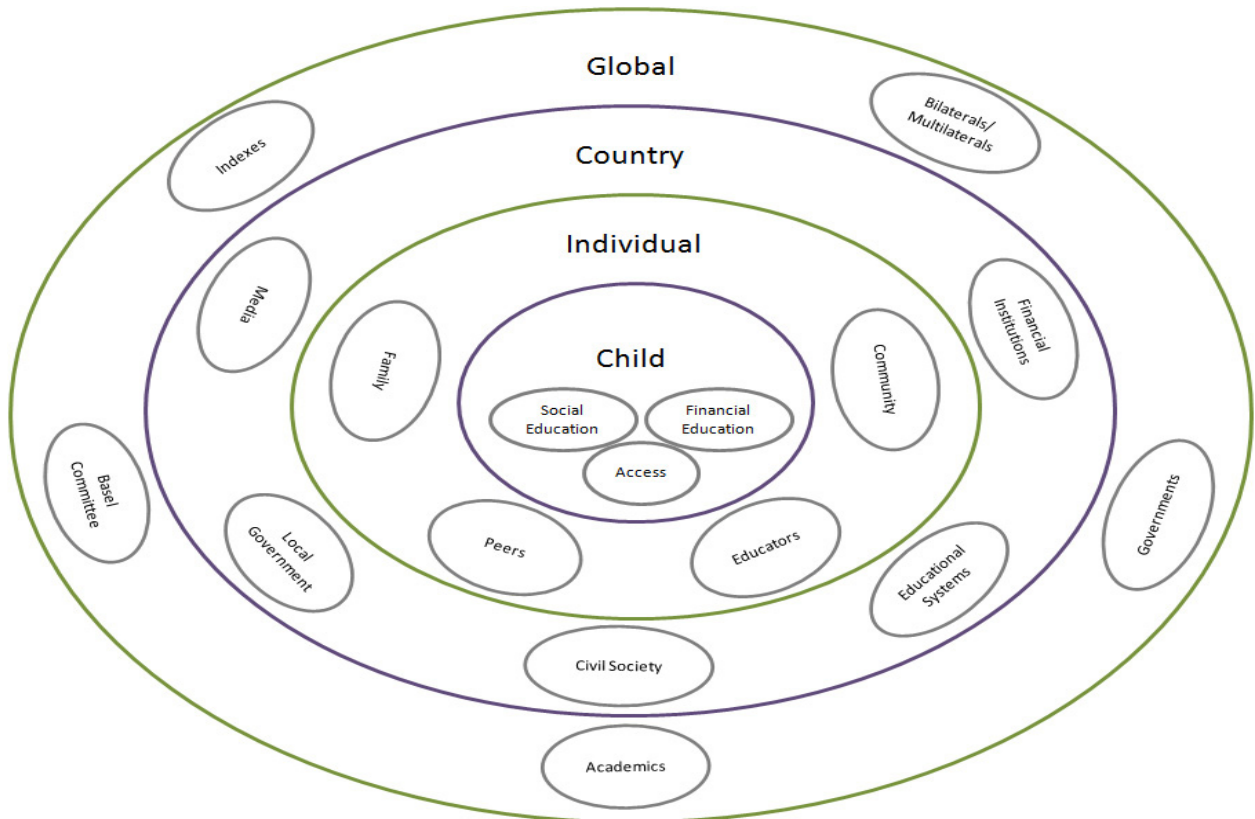 Global
Bilaterals/
Multilaterals
Indexes
Country
Individual
Media
Financial
Institutions
Family
Community
Child
Social
Education
Financial
Education
Access
Basel
Committee
Governments
Local
Government
Peers
Educators
Educational
Systems
Civil Society
Academics